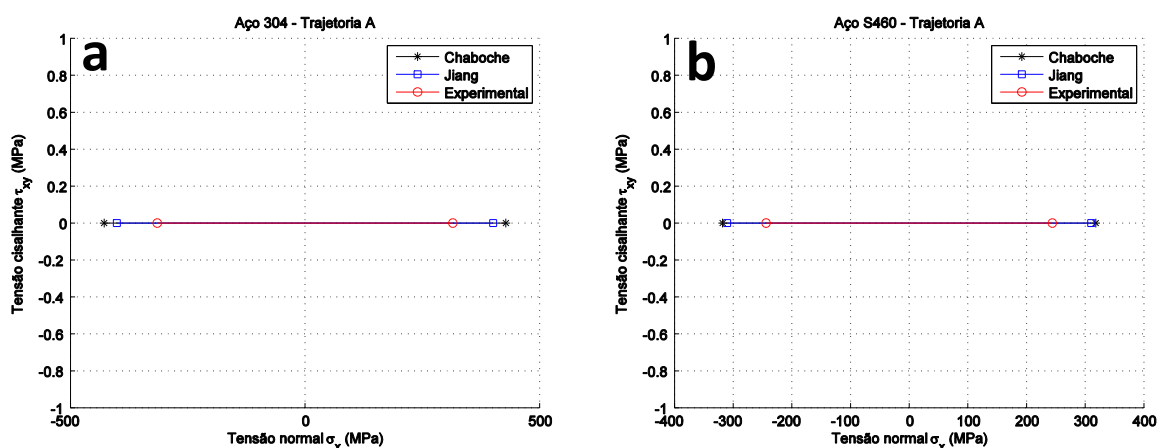 Aço 304 - Trajetoria A
a
Chaboche
Jiang
Experimental
1
0.8
0.6
0.4
0.2
0
-0.2
-0.4
-0.6
-0.8
-1
Tensão cisalhante τxy (MPa)
-500
0
500
Tensão normal σx (MPa)
Aço S460 - Trajetoria A
b
Chaboche
Jiang
Experimental
1
0.8
0.6
0.4
0.2
0
-0.2
-0.4
-0.6
-0.8
-1
Tensão cisalhante τxy (MPa)
-400
-300
-200
-100
0
100
200
300
400
Tensão normal σx (MPa)